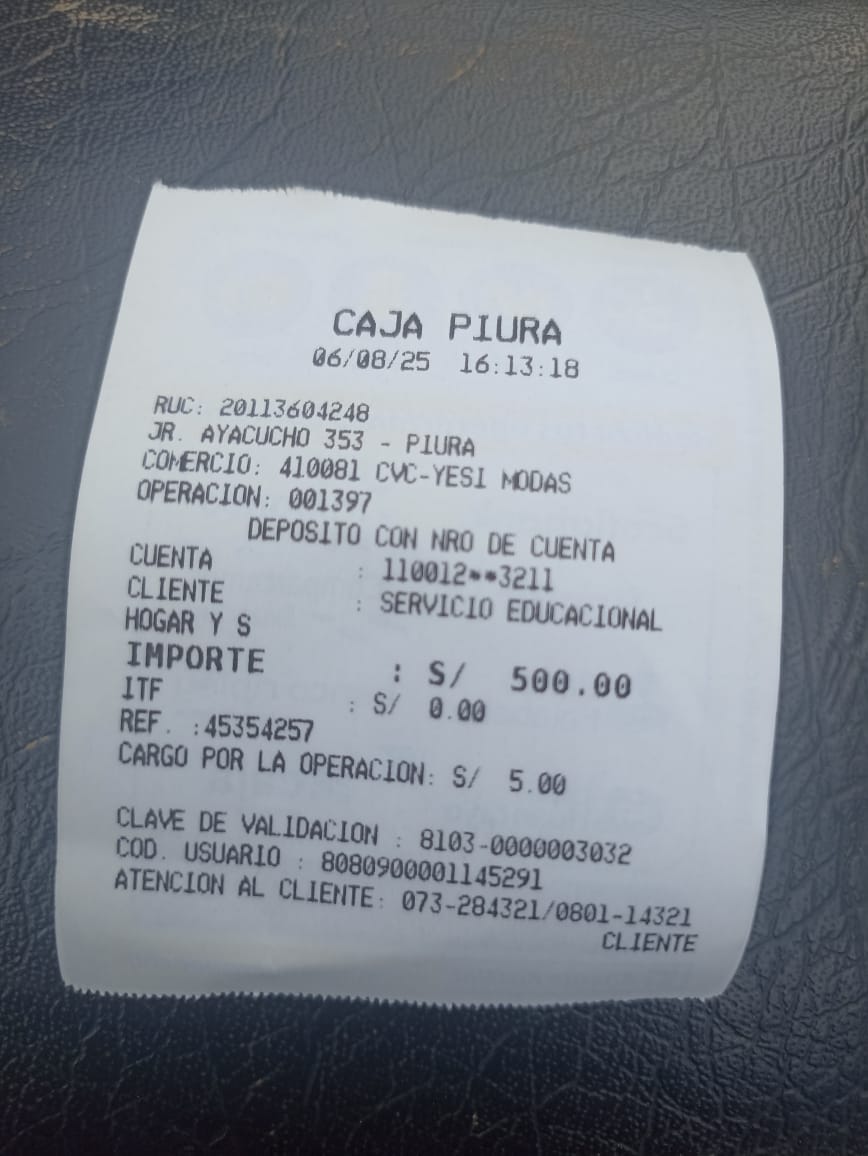 CAJA PIURA
06/08/25 16:13:18
RUC: 20113604248
JR. AYACUCHO 353 - PIURA
COMERCIO: 410081 CVC-YESI MODAS
OPERACION: 001397
DEPOSITO CON NRO DE CUENTA
CUENTA : 110012**3211
CLIENTE : SERVICIO EDUCACIONAL
HOGAR Y S
IMPORTE : S/ 500.00
ITF : S/ 0.00
REF. :45354257
CARGO POR LA OPERACION: S/ 5.00
CLAVE DE VALIDACION : 8103-0000003032
COD. USUARIO : 8080900001145291
ATENCION AL CLIENTE: 073-284321/0801-14321
CLIENTE